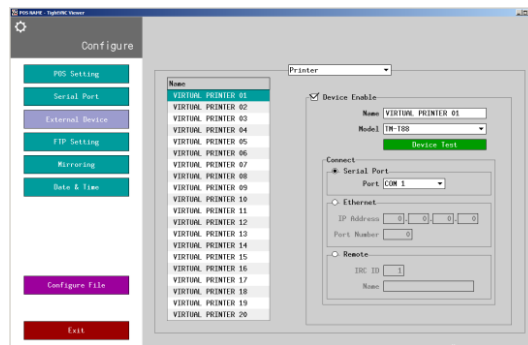 POS NAME - TightVNC Viewer
Configure
POS Setting
Serial Port
External Device
FTP Setting
Mirroring
Date & Time
Configure File
Exit
Printer
Name
VIRTUAL PRINTER 01
VIRTUAL PRINTER 02
VIRTUAL PRINTER 03
VIRTUAL PRINTER 04
VIRTUAL PRINTER 05
VIRTUAL PRINTER 06
VIRTUAL PRINTER 07
VIRTUAL PRINTER 08
VIRTUAL PRINTER 09
VIRTUAL PRINTER 10
VIRTUAL PRINTER 11
VIRTUAL PRINTER 12
VIRTUAL PRINTER 13
VIRTUAL PRINTER 14
VIRTUAL PRINTER 15
VIRTUAL PRINTER 16
VIRTUAL PRINTER 17
VIRTUAL PRINTER 18
VIRTUAL PRINTER 19
VIRTUAL PRINTER 20
Device Enable
Name VIRTUAL PRINTER 01
Model TM-T88
Device Test
Connect
Serial Port
Port COM 1
Ethernet
IP Address 0. 0. 0. 0
Port Number 0
Remote
IRC ID 1
Name